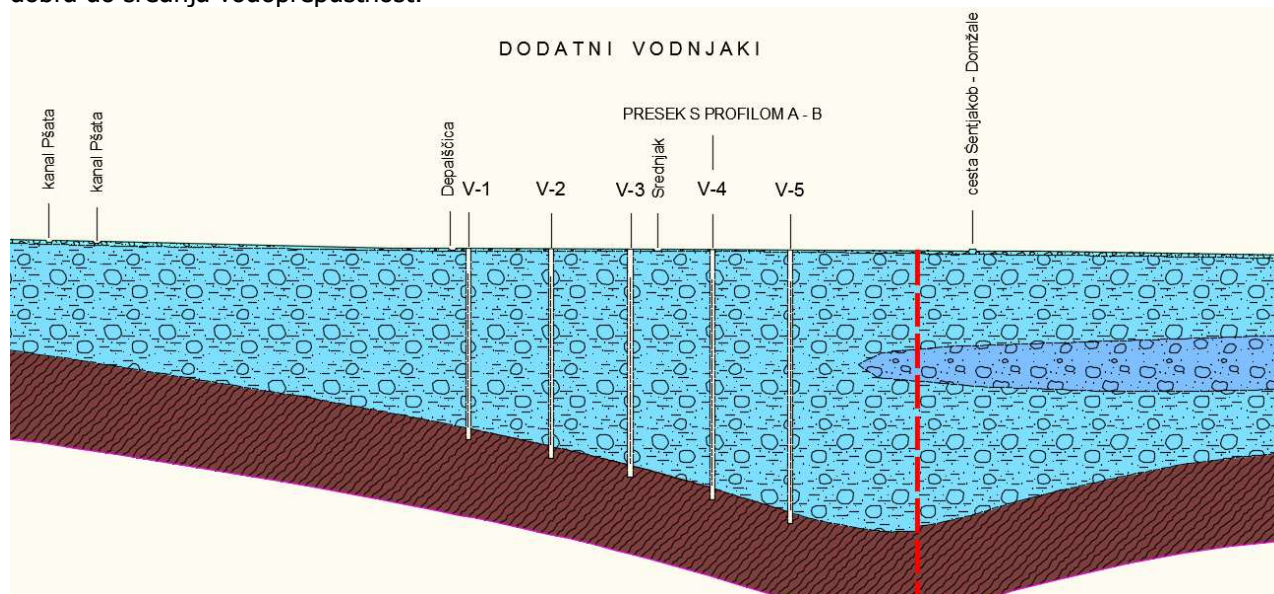 dobra do srednja vodoprepustnost.
DODATNI VODNJAKI
PRESEK S PROFILOM A - B
kanal Pšata
kanal Pšata
Depalščica
V-1
V-2
V-3
Srednjak
V-4
V-5
cesta Šentjakob - Domžale